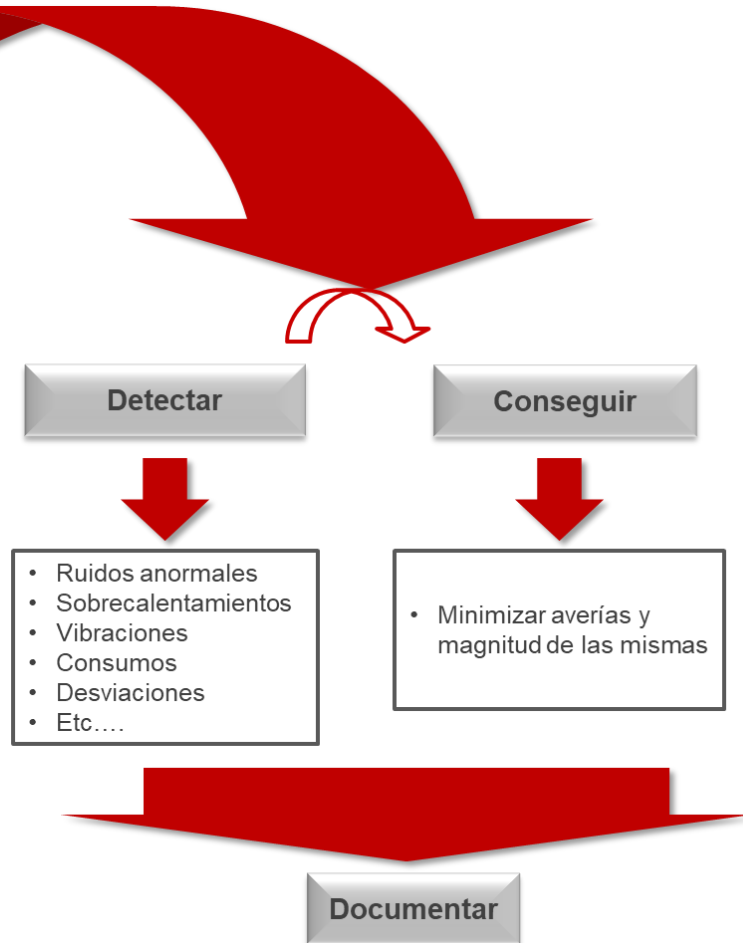 Detectar
Conseguir
• Ruidos anormales
• Sobrecalentamientos
• Vibraciones
• Consumos
• Desviaciones
• Etc….
• Minimizar averías y
magnitud de las mismas
Documentar